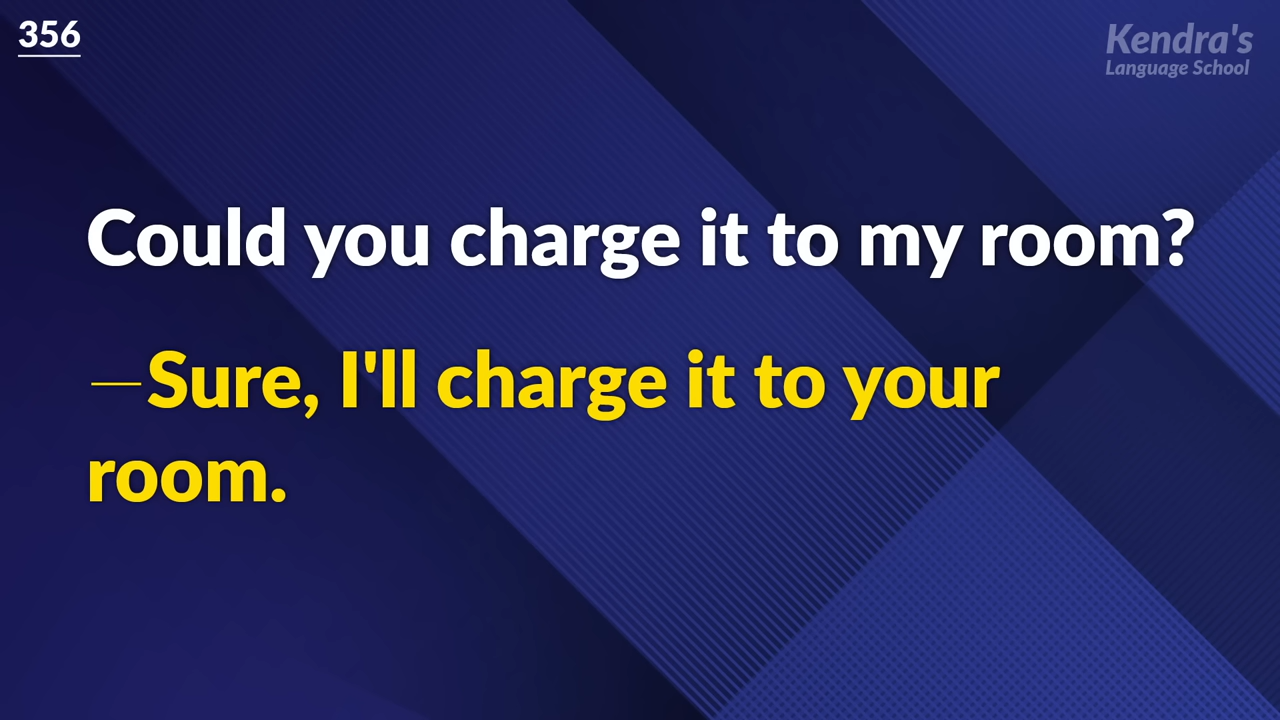 356
Kendra's
Language School
Could you charge it to my room?
—Sure, I'll charge it to your
room.